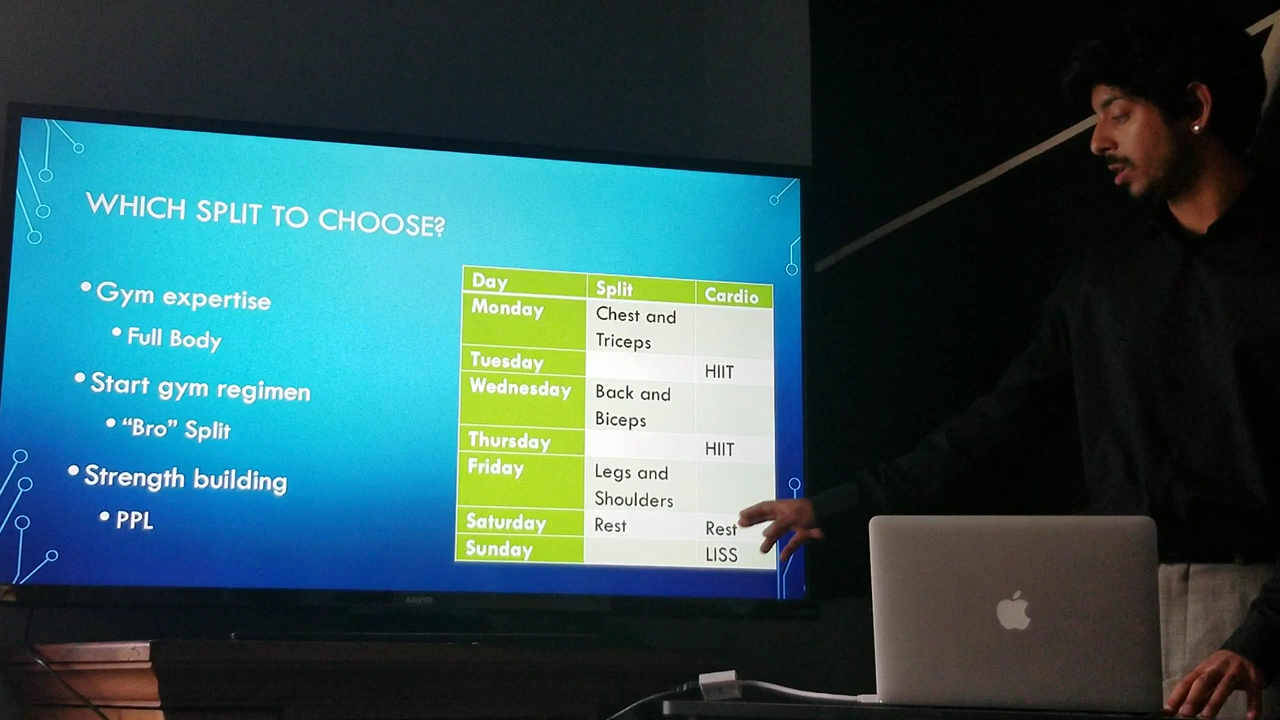 WHICH SPLIT TO CHOOSE?
• Gym expertise
• Full Body
• Start gym regimen
• “Bro” Split
• Strength building
• PPL
Day Split Cardio
Monday Chest and
Triceps
Tuesday HIIT
Wednesday Back and
Biceps
Thursday HIIT
Friday Legs and
Shoulders
Saturday Rest Rest
Sunday LISS
SANYO